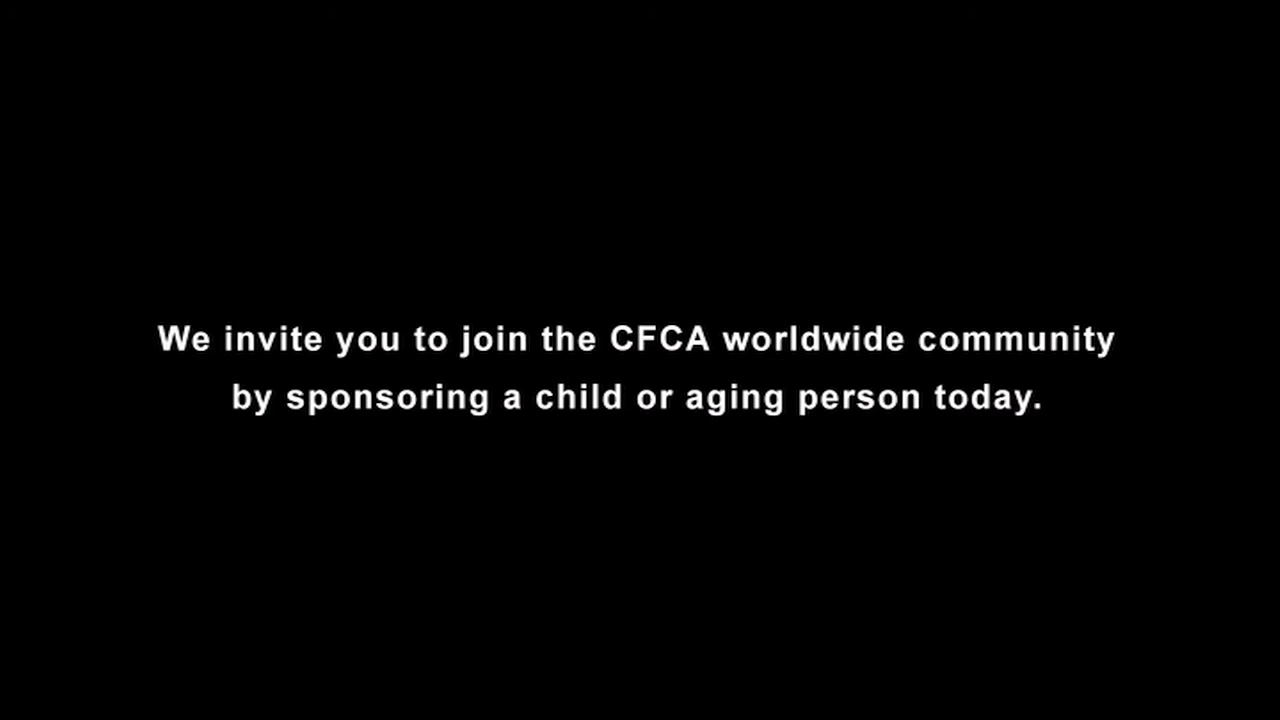 We invite you to join the CFCA worldwide community
by sponsoring a child or aging person today.